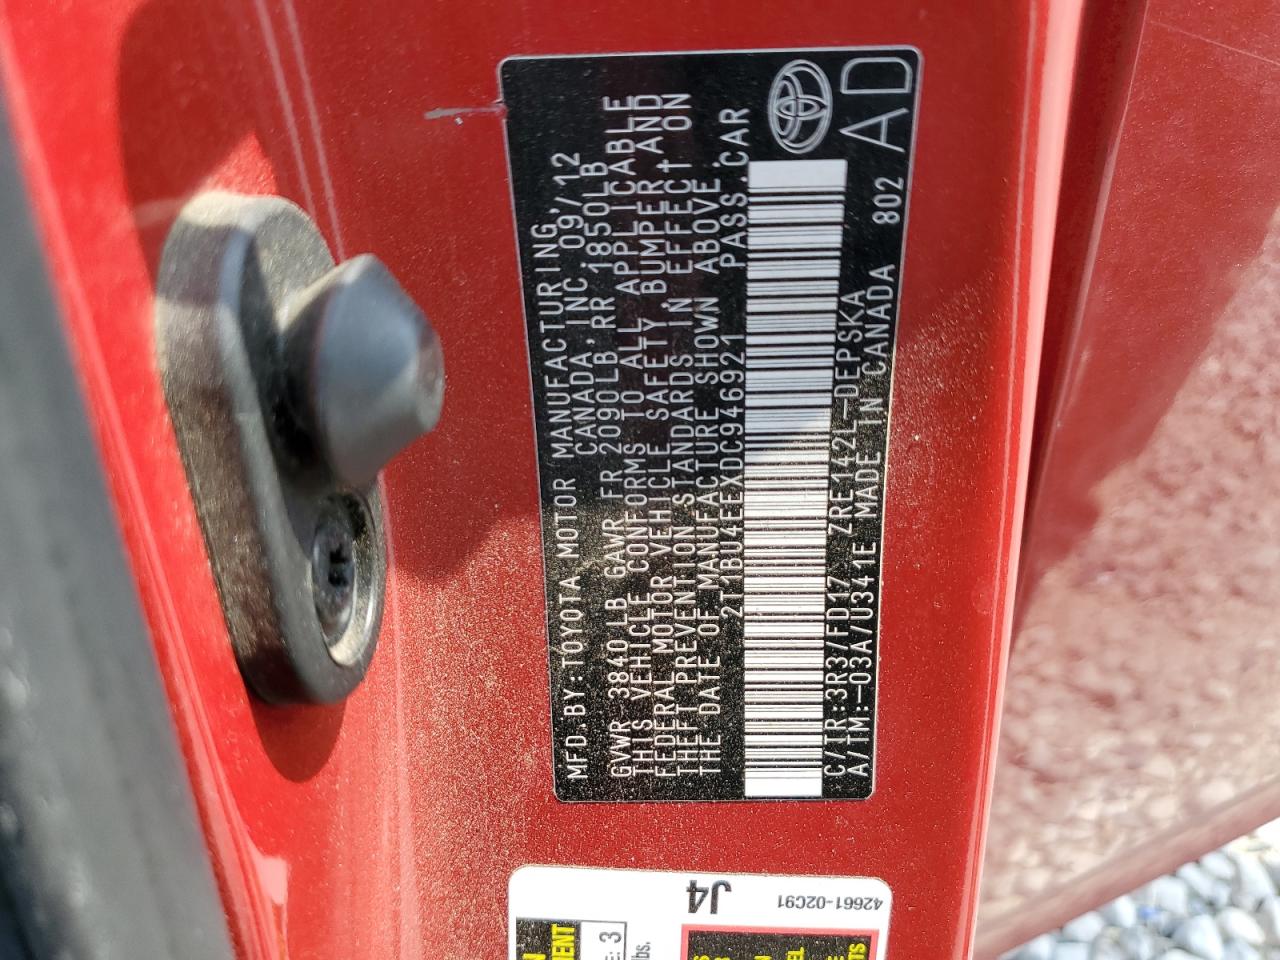 MFD.BY:TOYOTA MOTOR MANUFACTURING,
CANADA,INC.09/12
GVWR 3840LB GAWR FR 2090LB,RR 1850LB
THIS VEHICLE CONFORMS TO ALL APPLICABLE
FEDERAL MOTOR VEHICLE SAFETY,BUMPER,AND
THEFT PREVENTION STANDARDS IN EFFECT ON
THE DATE OF MANUFACTURE SHOWN ABOVE.
2T1BU4EEXDC946921 PASS.CAR
C/TR:3R3/FD17 ZRE142L-DEPSKA 802
A/TM:-03A/U341E MADE IN CANADA
AD
J4
42661-02C91
3
lbs.